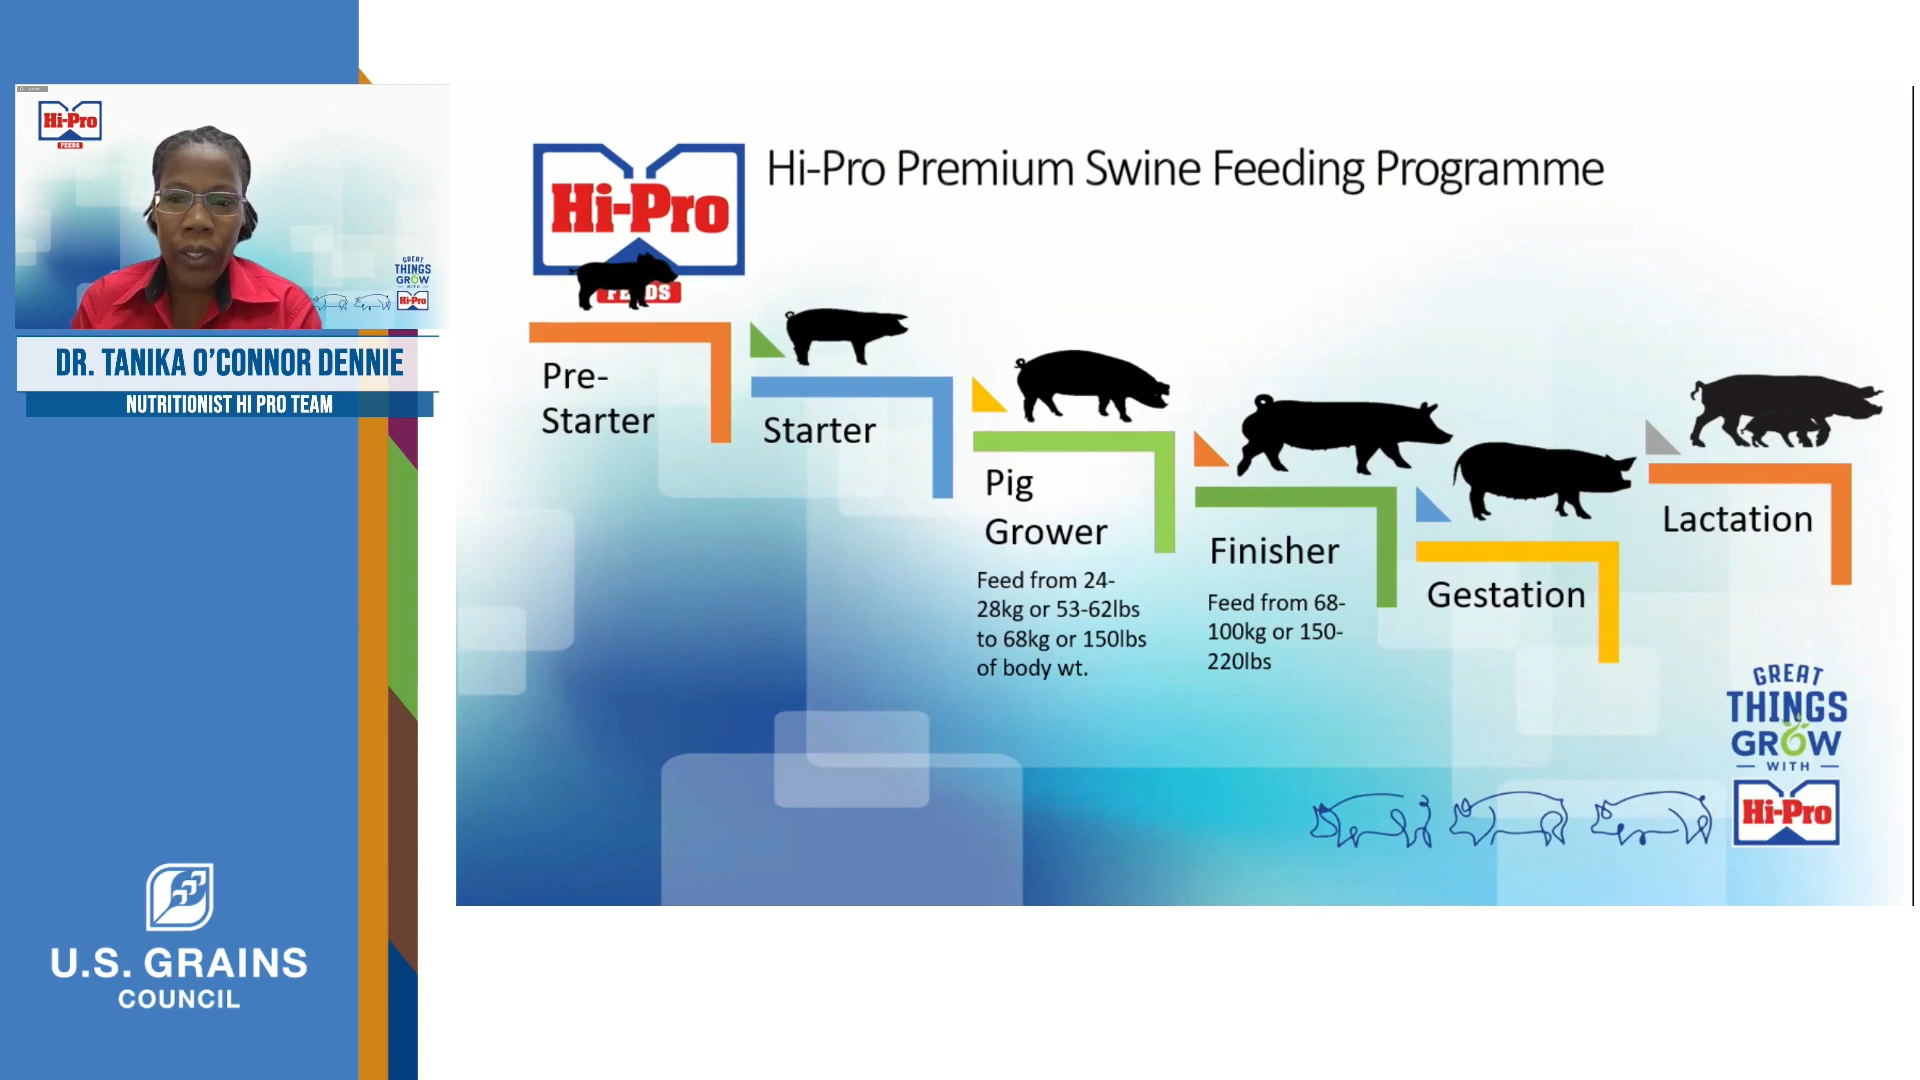 Hi-Pro
FEEDS
GREAT
THINGS
GROW
WITH
Hi-Pro
DR. TANIKA O'CONNOR DENNIE
NUTRITIONIST HI PRO TEAM
U.S. GRAINS
COUNCIL
Hi-Pro
Hi-Pro Premium Swine Feeding Programme
Pre-
Starter
Starter
Pig
Grower
Feed from 24-
28kg or 53-62lbs
to 68kg or 150lbs
of body wt.
Finisher
Feed from 68-
100kg or 150-
220lbs
Gestation
Lactation
GREAT
THINGS
GROW
WITH
Hi-Pro